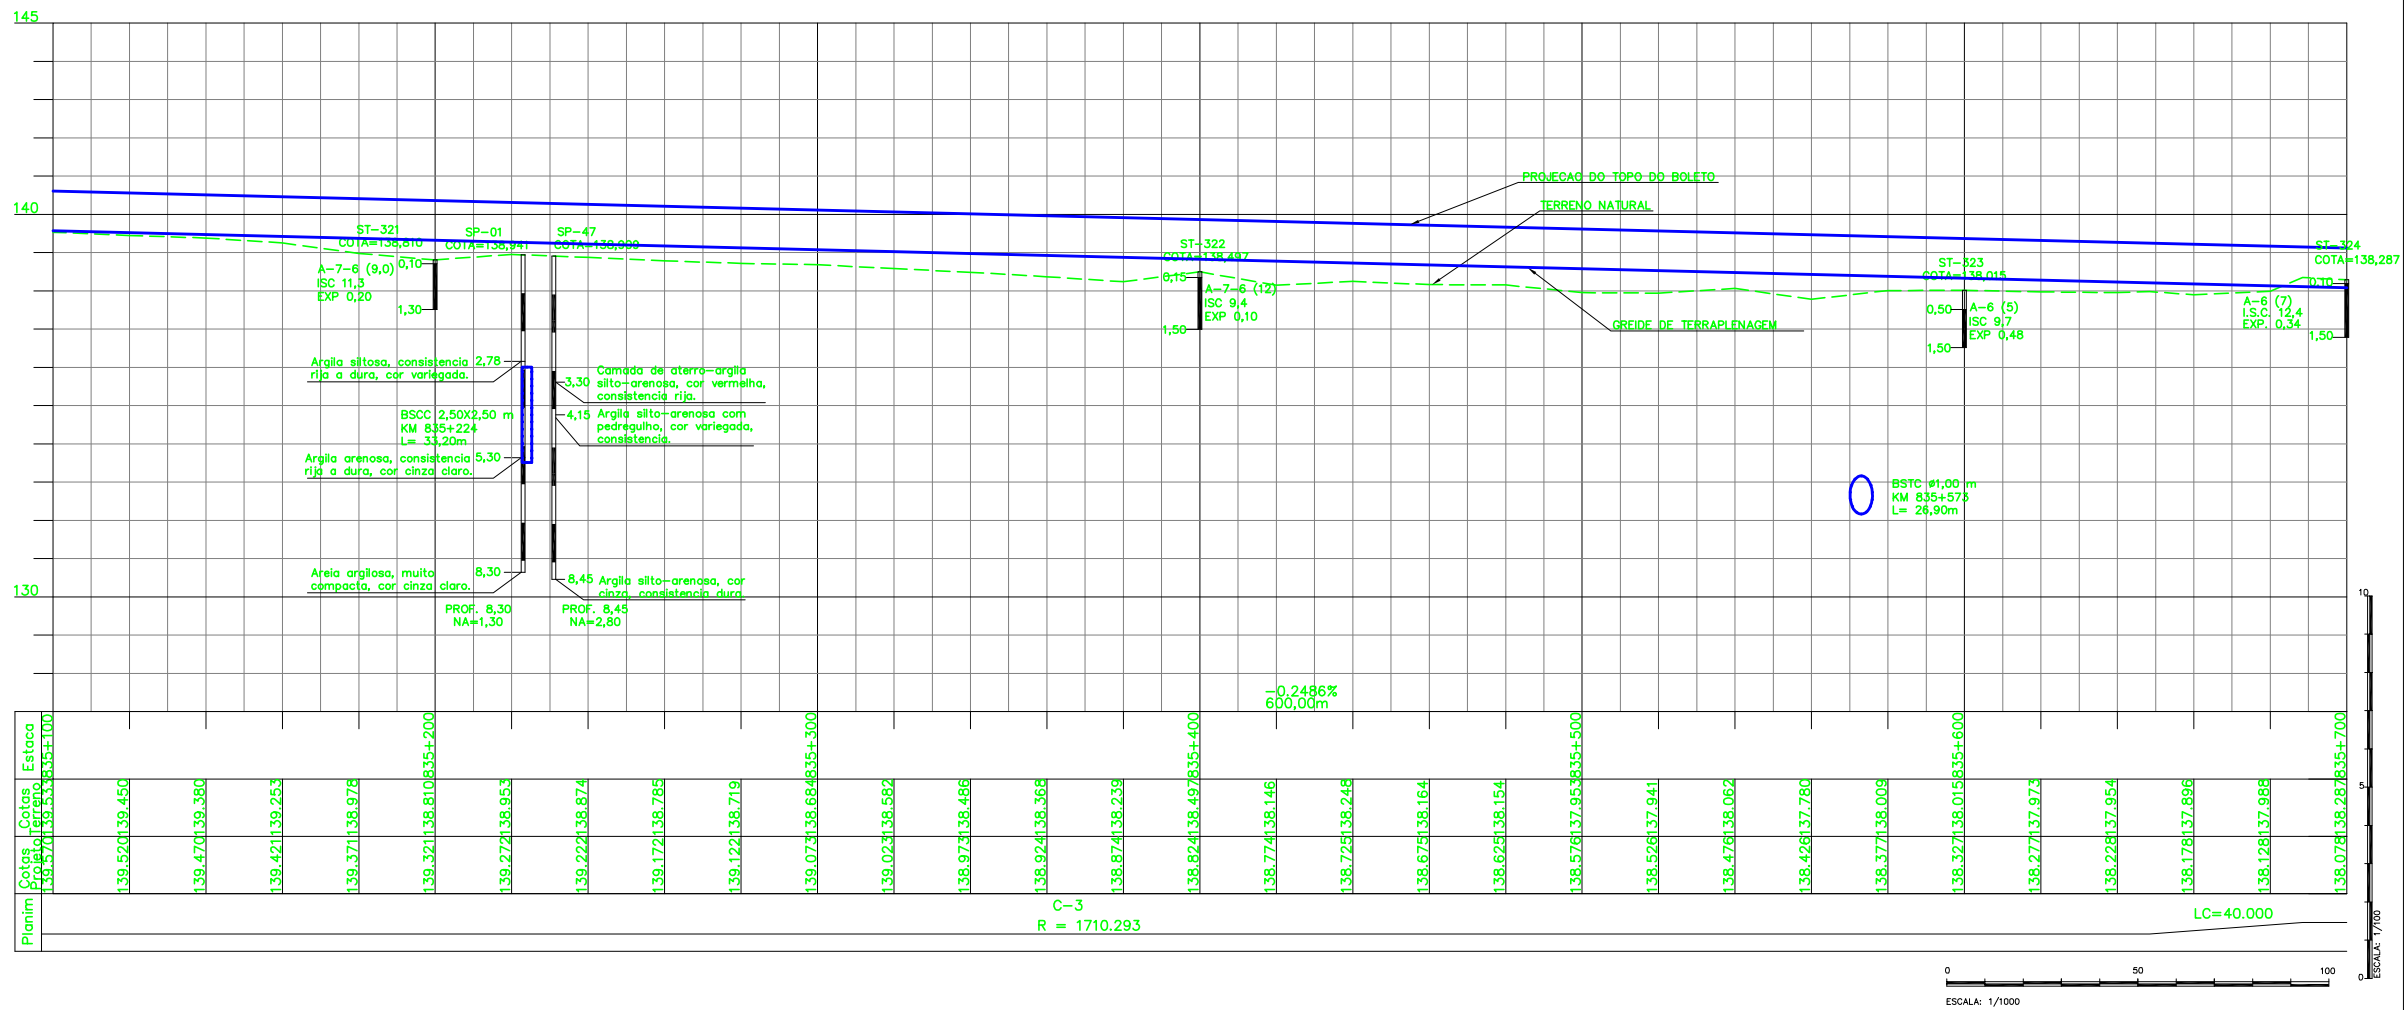 145
140
130
PROJECAO DO TOPO DO BOLETO
TERRENO NATURAL
GREIDE DE TERRAPLENAGEM
ST-321
COTA=138,810
A-7-6 (9,0)
ISC 11,3
EXP 0,20
0,10
1,30
SP-01
COTA=138,941
SP-47
Argila siltosa, consistencia
rija a dura, cor variegada.
2,78
BSCC 2,50X2,50 m
KM 835+224
L= 33,20m
Argila arenosa, consistencia
rija a dura, cor cinza claro.
5,30
Areia argilosa, muito
compacta, cor cinza claro.
8,30
PROF. 8,30
NA=1,30
3,30
Camada de aterro-argila
silto-arenosa, cor vermelha,
consistencia rija.
4,15
Argila silto-arenosa com
pedregulho, cor variegada,
consistencia.
8,45
Argila silto-arenosa, cor
cinza, consistencia dura
PROF. 8,45
NA=2,80
ST-322
COTA=138,497
0,15
1,50
A-7-6 (12)
ISC 9,4
EXP 0,10
ST-323
COTA=138,015
0,50
1,50
A-6 (5)
ISC 9,7
EXP 0,48
ST-324
COTA=138,287
0,10
1,50
A-6 (7)
I.S.C. 12,4
EXP. 0,34
BSTC ø1,00 m
KM 835+573
L= 26,90m
-0.2486%
600,00m
Estaca
835+100
835+200
835+300
835+400
835+500
835+600
835+700
Cotas
Terreno
139.533
139.450
139.380
139.253
138.978
138.810
138.953
138.874
138.785
138.719
138.684
138.582
138.486
138.368
138.239
138.497
138.146
138.248
138.164
138.154
137.953
137.941
138.062
137.780
138.009
138.015
137.973
137.954
137.896
137.988
138.287
Cotas
Projeto
139.570
139.520
139.470
139.421
139.371
139.321
139.272
139.222
139.172
139.122
139.073
139.023
138.973
138.924
138.874
138.824
138.774
138.725
138.675
138.625
138.576
138.526
138.476
138.426
138.377
138.327
138.277
138.228
138.178
138.128
138.078
Planim
C-3
R = 1710.293
LC=40.000
0
50
100
ESCALA: 1/1000
10
5
0
ESCALA: 1/100